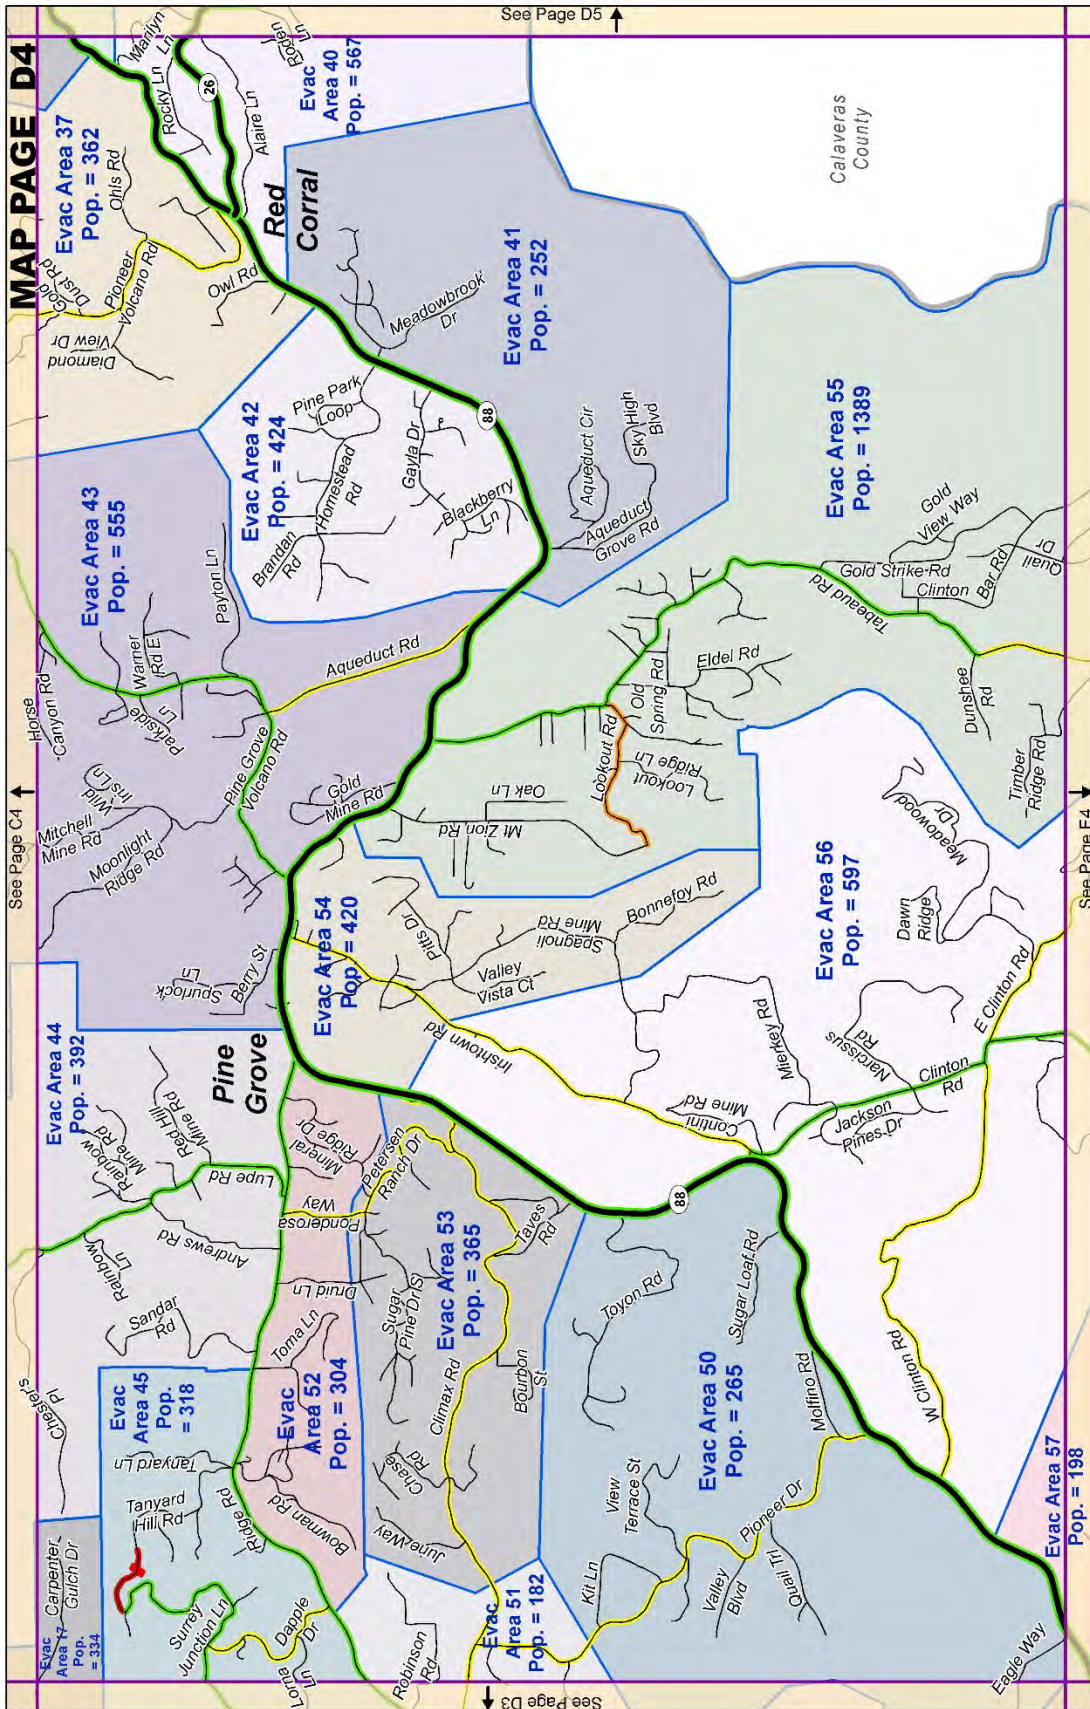 MAP PAGE D4
See Page D5
See Page C4
See Page E4
See Page D3
Evac Area 37
Pop. = 362
Evac
Area 40
Pop. = 567
Evac Area 41
Pop. = 252
Evac Area 42
Pop. = 424
Evac Area 43
Pop. = 555
Evac Area 44
Pop. = 392
Evac
Area 45
Pop.
= 318
Evac
Area 17
Pop.
= 334
Evac Area 50
Pop. = 265
Evac
Area 51
Pop. = 182
Evac
Area 52
Pop. = 304
Evac Area 53
Pop. = 365
Evac Area 54
Pop. = 420
Evac Area 55
Pop. = 1389
Evac Area 56
Pop. = 597
Evac Area 57
Pop. = 198
Red
Corral
Pine
Grove
Calaveras
County
26
88
88
Marilyn
Ln
Rocky Ln
Roden
Ln
Alaire Ln
Ohls Rd
Gold
Dust Rd
Pioneer
Volcano Rd
Diamond
View Dr
Owl Rd
Meadowbrook
Dr
Pine Park
Loop
Homestead
Rd
Gayla Dr
Brandan
Rd
Blackberry
Ln
Aqueduct Cir
Sky High
Blvd
Aqueduct
Grove Rd
Payton Ln
Warner
Rd E
Parkside
Ln
Horse
Canyon Rd
Aqueduct Rd
Pine Grove
Volcano Rd
Wild
Iris Ln
Mitchell
Mine Rd
Moonlight
Ridge Rd
Gold
Mine Rd
Spurlock
Ln
Berry St
Gold
View Way
Gold Strike Rd
Clinton
Bar Rd
Quail
Dr
Tabeaud Rd
Dunshee
Rd
Timber
Ridge Rd
Eldel Rd
Old
Spring Rd
Lookout Rd
Lookout
Ridge Ln
Oak Ln
Mt Zion Rd
Pitis Dr
Spagnoli
Mine Rd
Bonnefoy Rd
Valley
Vista Ct
Irishtown Rd
Meadowood
Dr
Dawn
Ridge
E Clinton Rd
Mierkey Rd
Narcissus
Rd
Clinton
Rd
Contini
Mine Rd
Jackson
Pines Dr
W Clinton Rd
Red Hill
Mine Rd
Rainbow
Mine Rd
Lupe Rd
Andrews Rd
Rainbow
Ln
Sandar
Rd
Chester's
Pl
Mineral
Ridge Dr
Petersen
Ranch Dr
Ponderosa
Way
Druid Ln
Toma Ln
Sugar
Pine Dr
St
Taves
Rd
Climax Rd
Bourbon
St
Chase
Rd
June Way
Bowman Rd
Ridge Rd
Tanyard Ln
Tanyard
Hill Rd
Carpenter
Gulch Dr
Surrey
Junction Ln
Dapple
Dr
Lorna
Ln
Robinson
Rd
Toyon Rd
Sugar Loaf Rd
Molfino Rd
View
Terrace St
Kit Ln
Pioneer Dr
Valley
Blvd
Quail Trl
Eagle Way